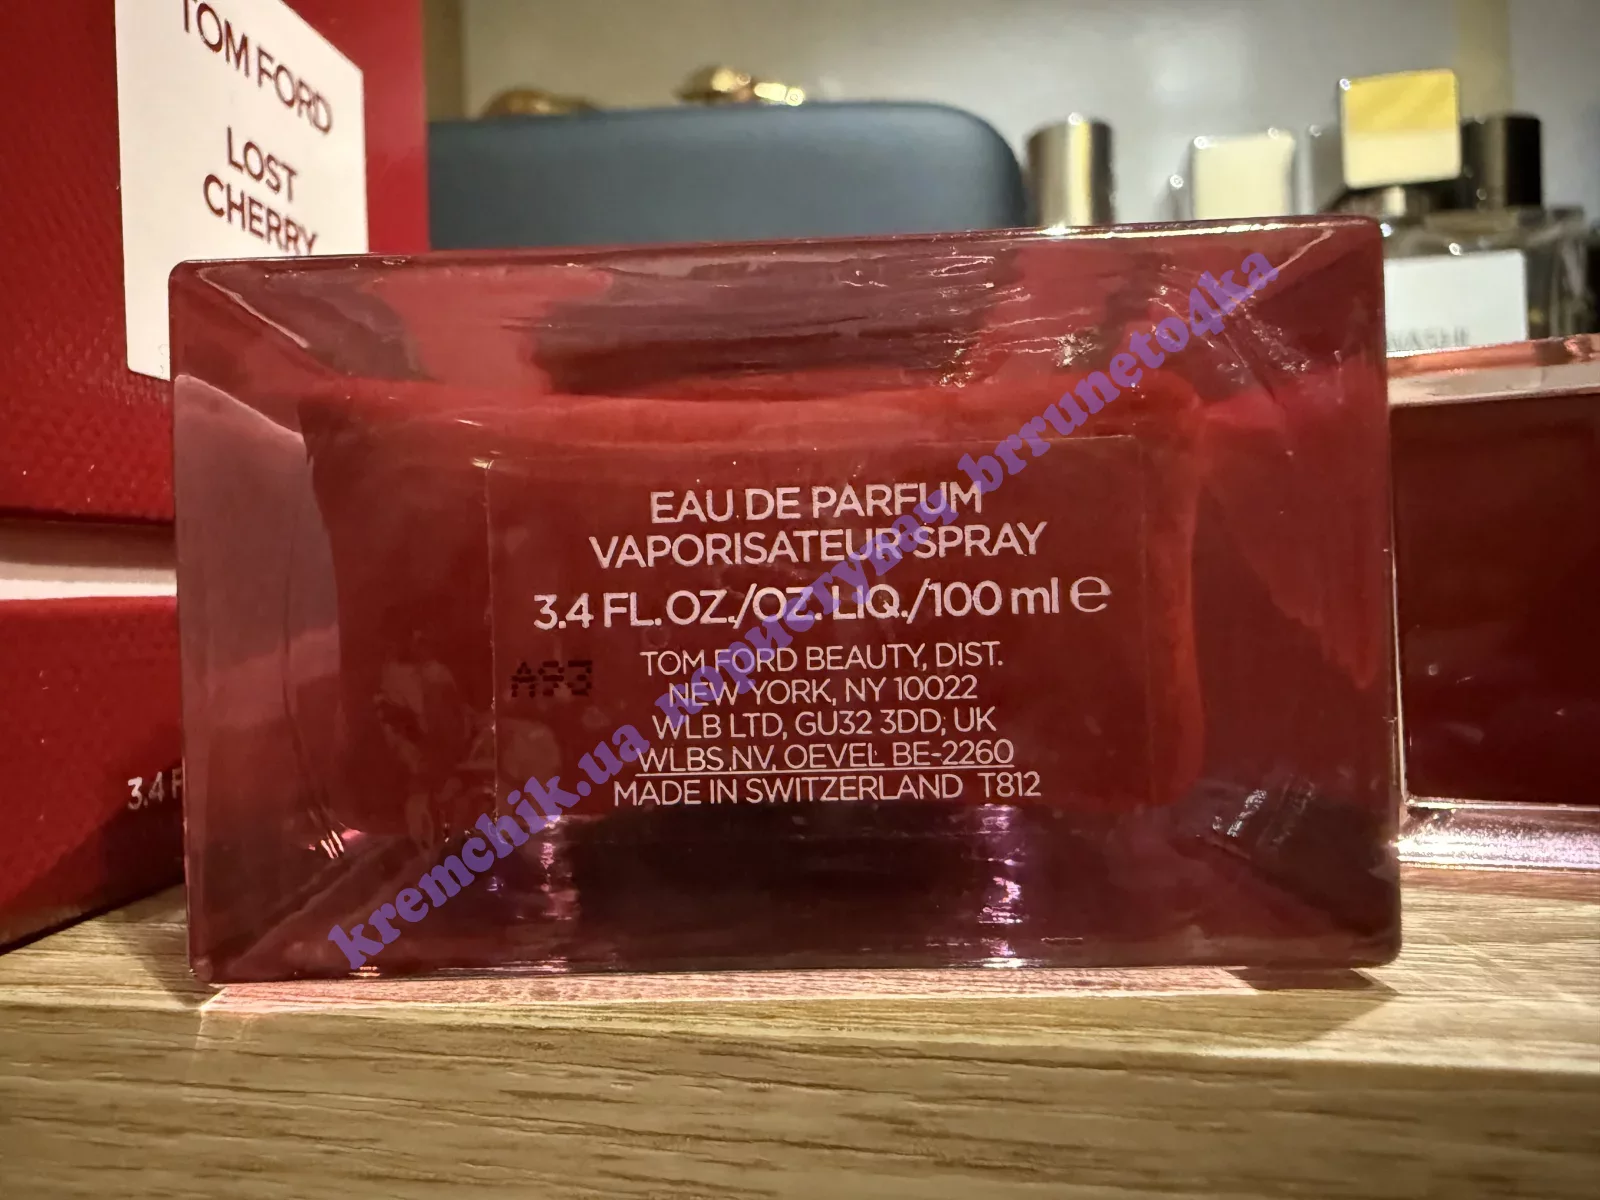 TOM FORD
LOST
CHERRY
EAU DE PARFUM
VAPORISATEUR SPRAY
3.4 FL.OZ./OZ. LIQ./100 ml e
A93
TOM FORD BEAUTY, DIST.
NEW YORK, NY 10022
WLB LTD, GU32 3DD, UK
WLBS NV, OEVEL BE-2260
MADE IN SWITZERLAND T812
3.4 F
kremchik.ua користувач brruneto4ka